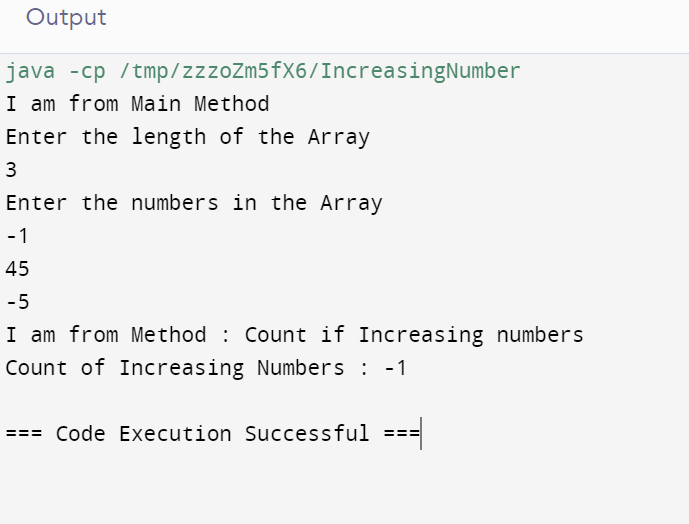 Output
java -cp /tmp/zzzoZm5fX6/IncreasingNumber
I am from Main Method
Enter the length of the Array
3
Enter the numbers in the Array
-1
45
-5
I am from Method : Count if Increasing numbers
Count of Increasing Numbers : -1
=== Code Execution Successful ===